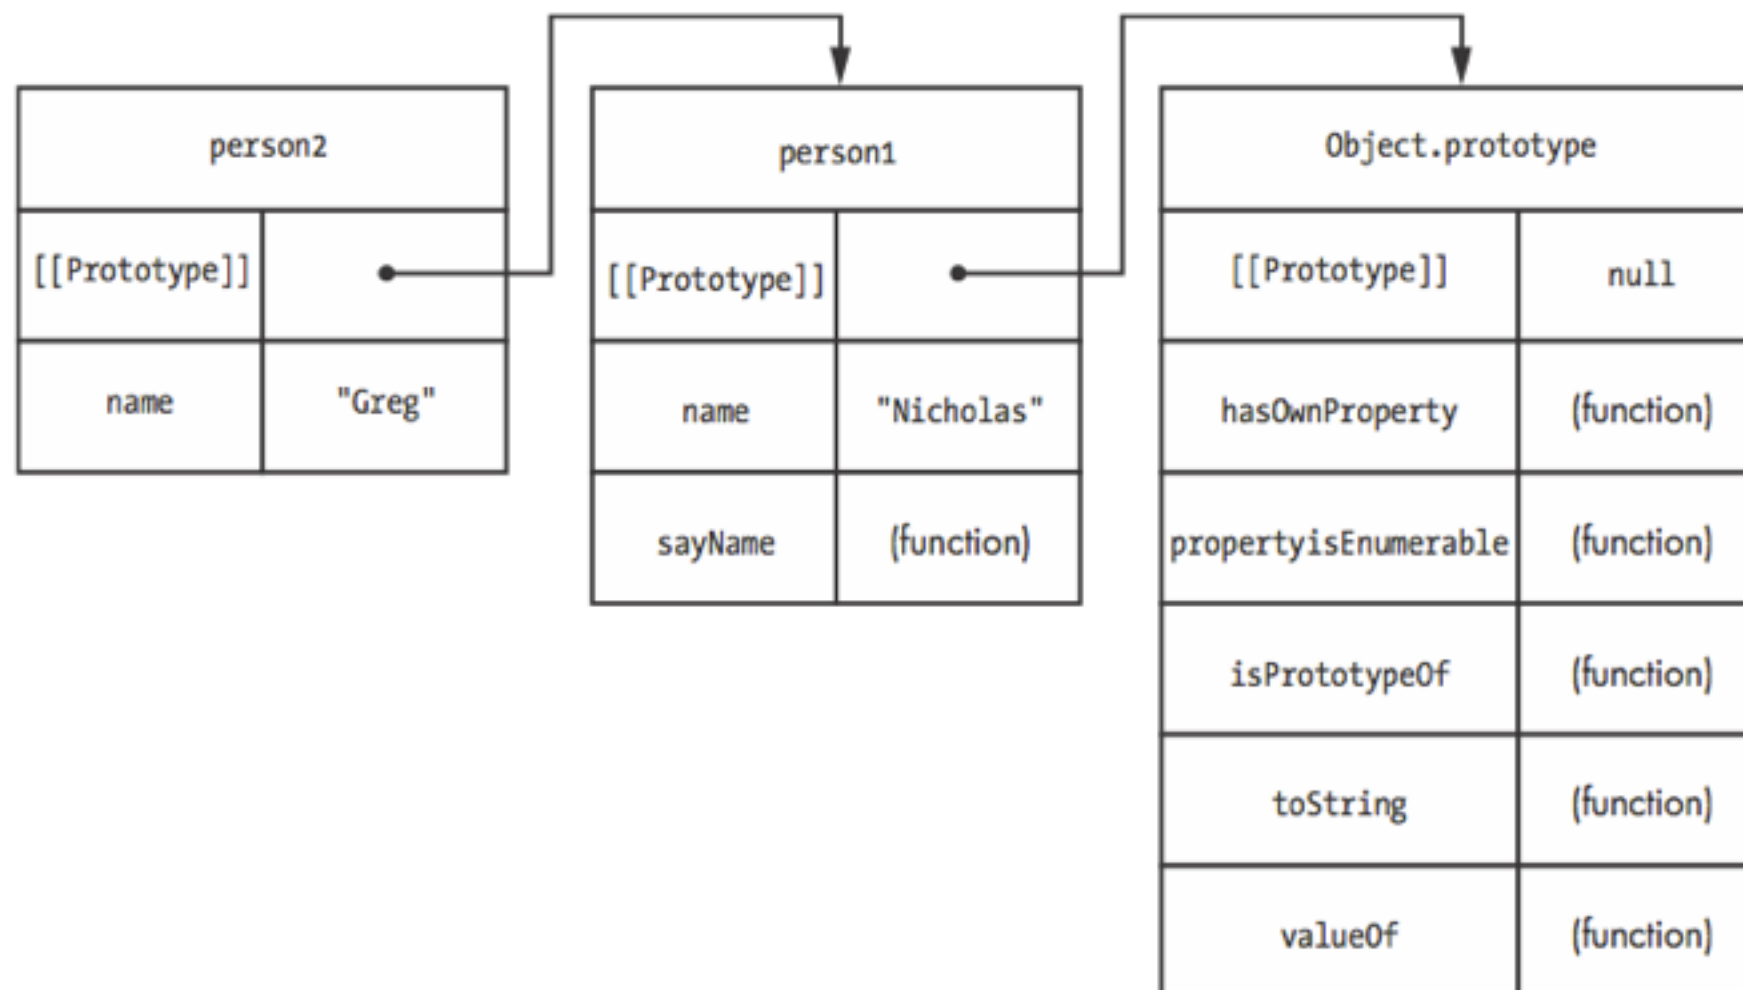 person2
[[Prototype]]
name "Greg"
person1
[[Prototype]]
name "Nicholas"
sayName (function)
Object.prototype
[[Prototype]] null
hasOwnProperty (function)
propertyisEnumerable (function)
isPrototypeOf (function)
toString (function)
valueOf (function)